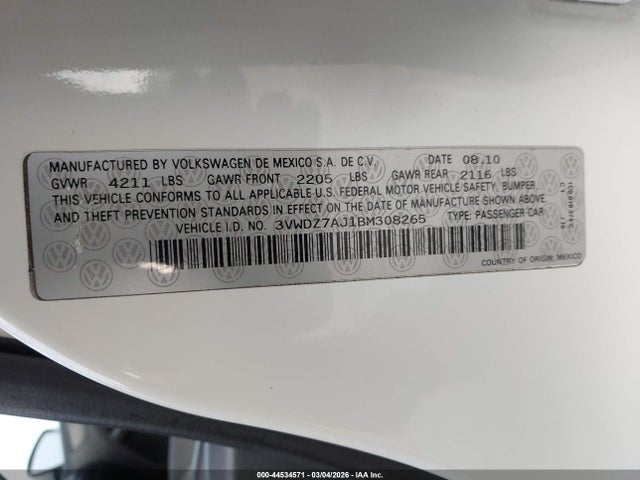 MANUFACTURED BY VOLKSWAGEN DE MEXICO S.A. DE C.V. DATE 08.10
GVWR 4211 LBS GAWR FRONT 2205 LBS GAWR REAR 2116 LBS
THIS VEHICLE CONFORMS TO ALL APPLICABLE U.S. FEDERAL MOTOR VEHICLE SAFETY, BUMPER,
AND THEFT PREVENTION STANDARDS IN EFFECT ON THE DATE OF MANUFACTURE SHOWN ABOVE.
VEHICLE I.D. NO. 3VWDZ7AJ1BM308265 TYPE: PASSENGER CAR
COUNTRY OF ORIGIN: MEXICO
000-44534571 - 03/04/2026 - IAA Inc.